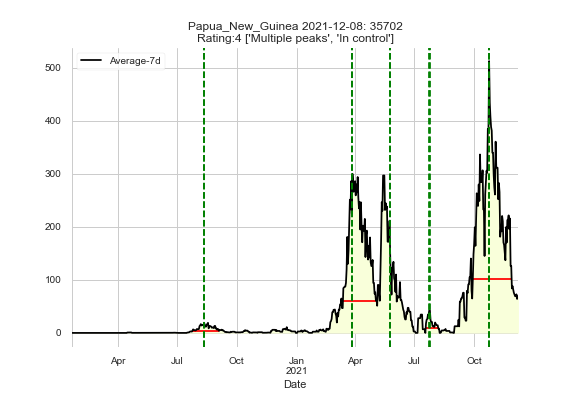 Papua_New_Guinea 2021-12-08: 35702
Rating:4 ['Multiple peaks', 'In control']
Average-7d
500
400
300
200
100
0
Apr
Jul
Oct
Jan
2021
Apr
Jul
Oct
Date